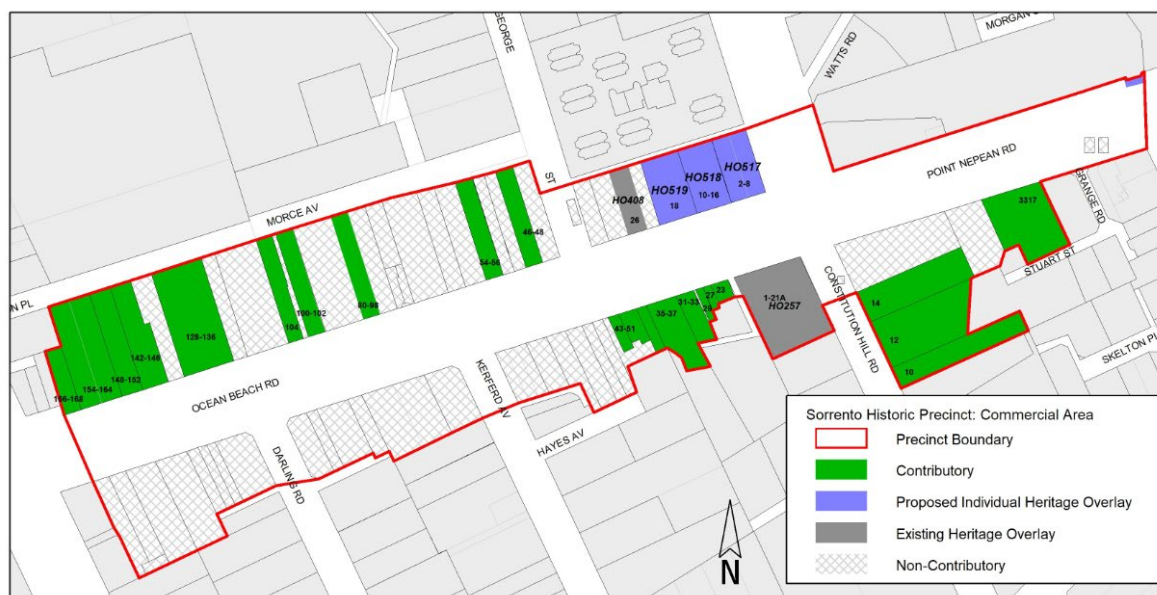 GEORGE
ST
MORGAN
WATTS RD
POINT NEPEAN RD
GRANGE RD
STUART ST
SKELTON PL
CONSTITUTION HILL RD
MORCE AV
ON PL
OCEAN BEACH RD
KERFERD AV
HAYES AV
DARLING RD
HO408
26
HO519
18
HO518
10-16
HO517
2-8
46-48
54-56
100-102
104
128-136
142-146
148-152
154-164
166-168
43-51
35-37
31-33
29
27
23
1-21A
HO257
3317
14
12
10
N
Sorrento Historic Precinct: Commercial Area
Precinct Boundary
Contributory
Proposed Individual Heritage Overlay
Existing Heritage Overlay
Non-Contributory